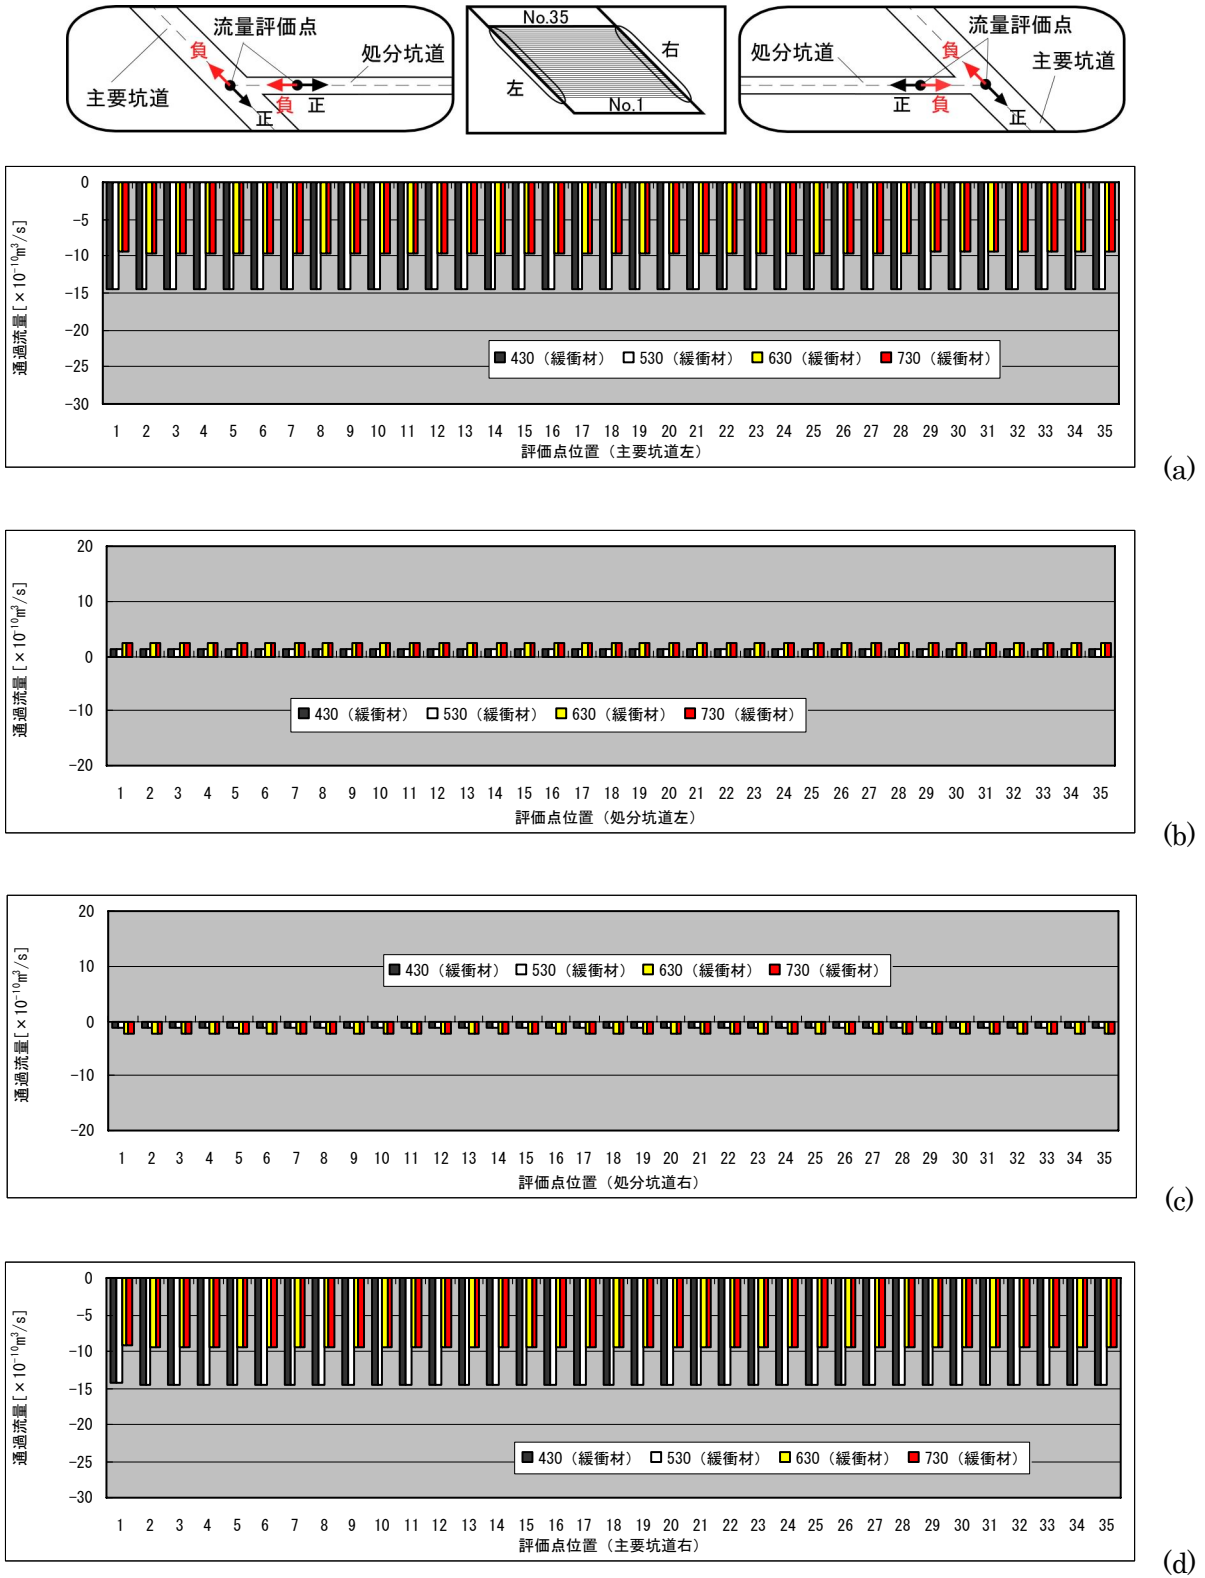 流量評価点
処分坑道
主要坑道
負
正
負
正
No.35
右
左
No.1
流量評価点
処分坑道
主要坑道
負
正
負
正
通過流量[×10⁻¹⁰m³/s]
0
-5
-10
-15
-20
-25
-30
430（緩衝材） 530（緩衝材） 630（緩衝材） 730（緩衝材）
1 2 3 4 5 6 7 8 9 10 11 12 13 14 15 16 17 18 19 20 21 22 23 24 25 26 27 28 29 30 31 32 33 34 35
評価点位置（主要坑道左）
(a)
通過流量[×10⁻¹⁰m³/s]
20
10
0
-10
-20
430（緩衝材） 530（緩衝材） 630（緩衝材） 730（緩衝材）
1 2 3 4 5 6 7 8 9 10 11 12 13 14 15 16 17 18 19 20 21 22 23 24 25 26 27 28 29 30 31 32 33 34 35
評価点位置（処分坑道左）
(b)
通過流量[×10⁻¹⁰m³/s]
20
10
0
-10
-20
430（緩衝材） 530（緩衝材） 630（緩衝材） 730（緩衝材）
1 2 3 4 5 6 7 8 9 10 11 12 13 14 15 16 17 18 19 20 21 22 23 24 25 26 27 28 29 30 31 32 33 34 35
評価点位置（処分坑道右）
(c)
通過流量[×10⁻¹⁰m³/s]
0
-5
-10
-15
-20
-25
-30
430（緩衝材） 530（緩衝材） 630（緩衝材） 730（緩衝材）
1 2 3 4 5 6 7 8 9 10 11 12 13 14 15 16 17 18 19 20 21 22 23 24 25 26 27 28 29 30 31 32 33 34 35
評価点位置（主要坑道右）
(d)